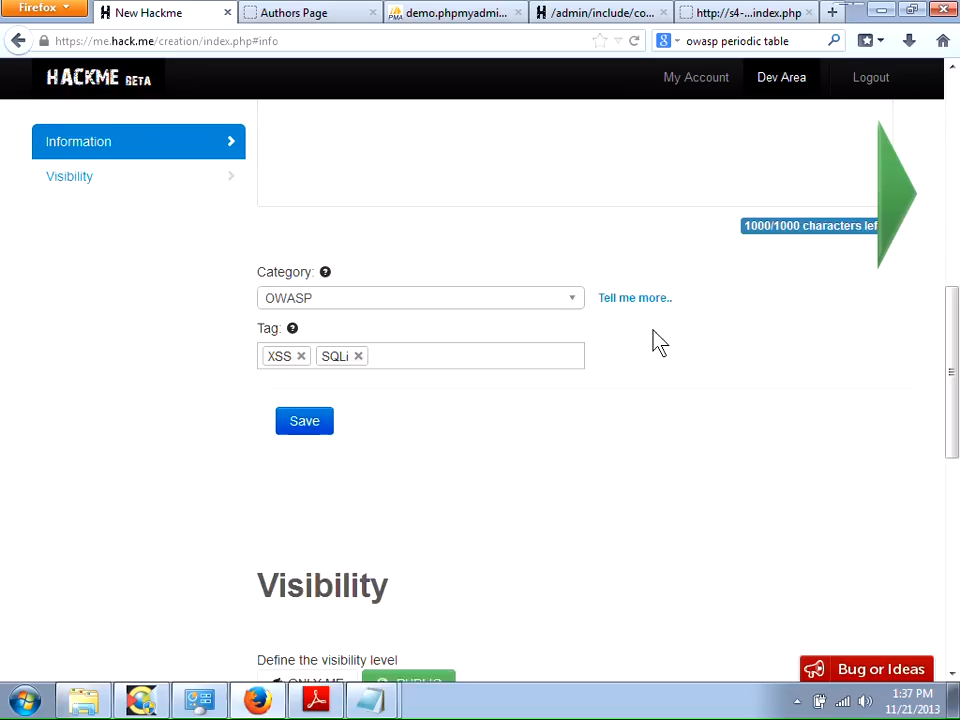 Firefox
New Hackme
Authors Page
demo.phpmyadmi...
/admin/include/co...
http://s4-...index.php
https://me.hack.me/creation/index.php#info
owasp periodic table
HACKME BETA
My Account
Dev Area
Logout
Information
Visibility
1000/1000 characters lef
Category:
OWASP
Tell me more..
Tag:
XSS
SQLi
Save
Visibility
Define the visibility level
ONLY ME
PUBLIC
Bug or Ideas
1:37 PM
11/21/2013